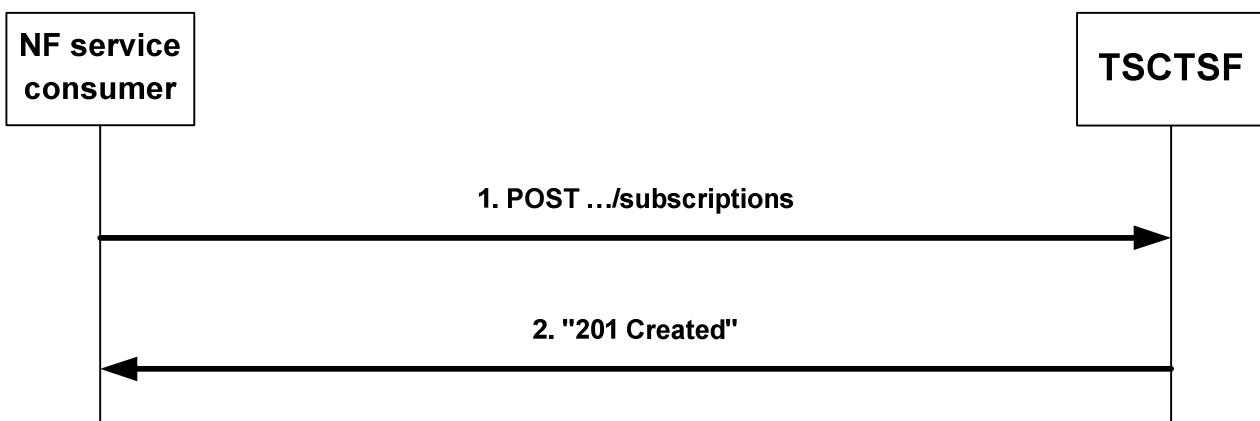 NF service
consumer
TSCTSF
1. POST …/subscriptions
2. "201 Created"